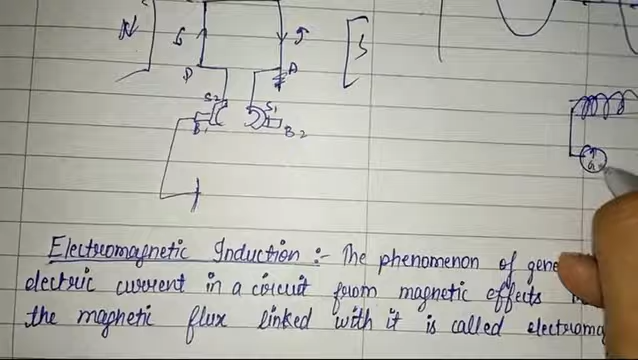 N
S
D
A
S2
S1
B1
B2
G
Electromagnetic Induction :- The phenomenon of gene
electric current in a circuit from magnetic effects
the magnetic flux linked with it is called electroma